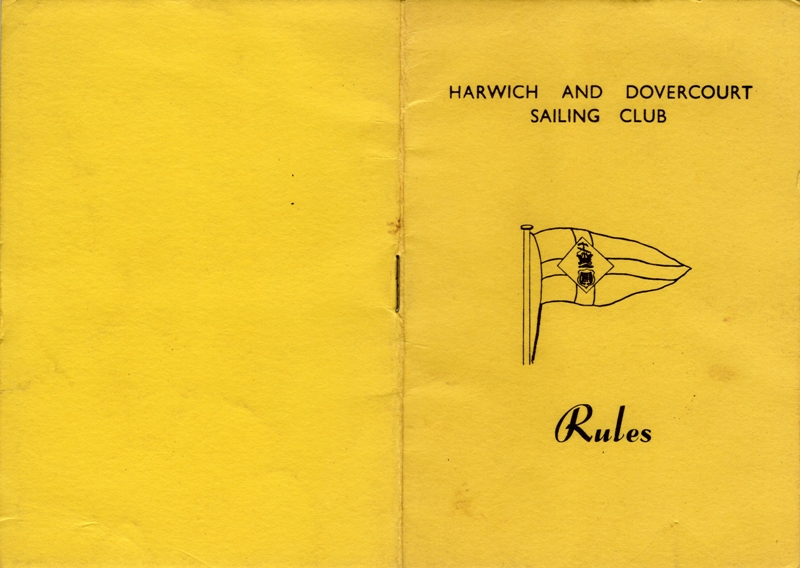 HARWICH AND DOVERCOURT
SAILING CLUB
Rules